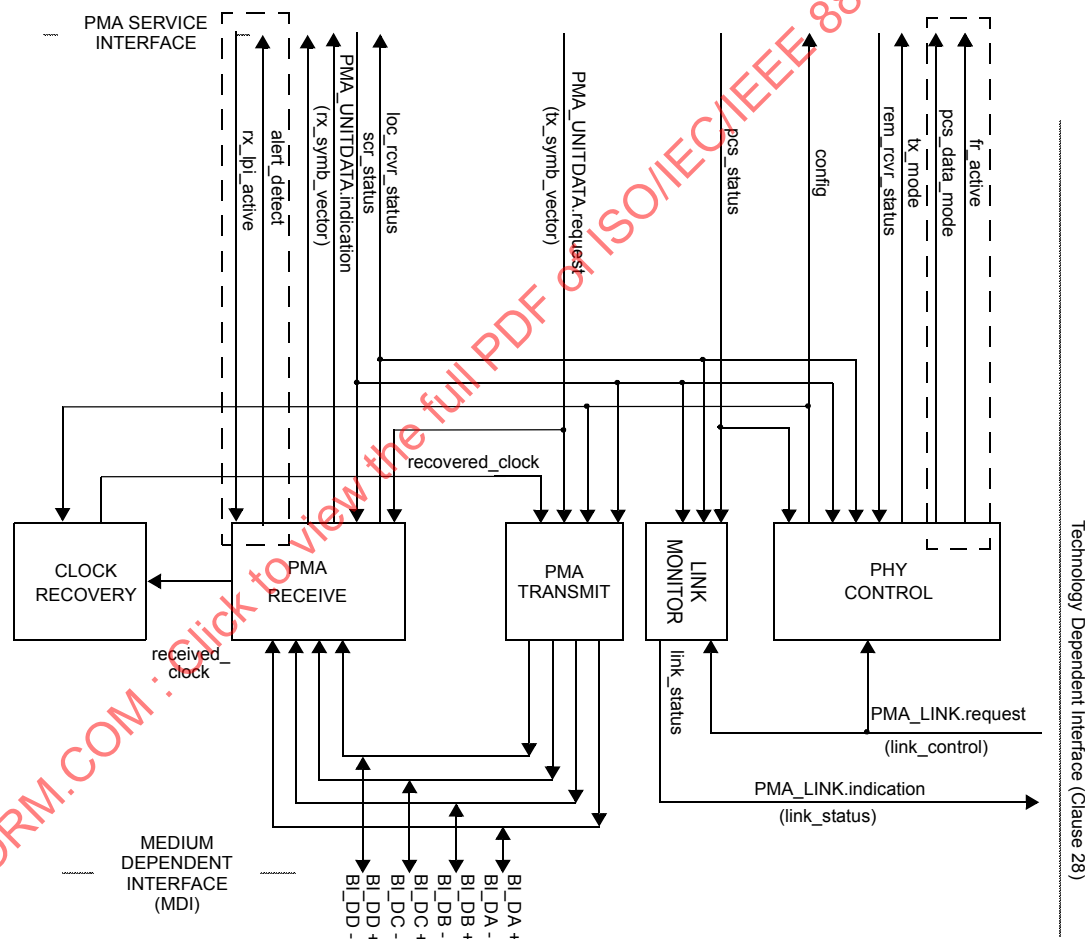 PMA SERVICE
INTERFACE
rx_lpi_active
alert_detect
(rx_symb_vector)
PMA_UNITDATA.indication
scr_status
loc_rcvr_status
(tx_symb_vector)
PMA_UNITDATA.request
pcs_status
config
rem_rcvr_status
tx_mode
pcs_data_mode
fr_active
recovered_clock
CLOCK
RECOVERY
PMA
RECEIVE
PMA
TRANSMIT
LINK
MONITOR
PHY
CONTROL
received_
clock
link_status
PMA_LINK.request
(link_control)
PMA_LINK.indication
(link_status)
MEDIUM
DEPENDENT
INTERFACE
(MDI)
BI_DD -
BI_DD +
BI_DC -
BI_DC +
BI_DB -
BI_DB +
BI_DA -
BI_DA +
Technology Dependent Interface (Clause 28)
ORM.COM : Click to view the full PDF of ISO/IEC/IEEE 88